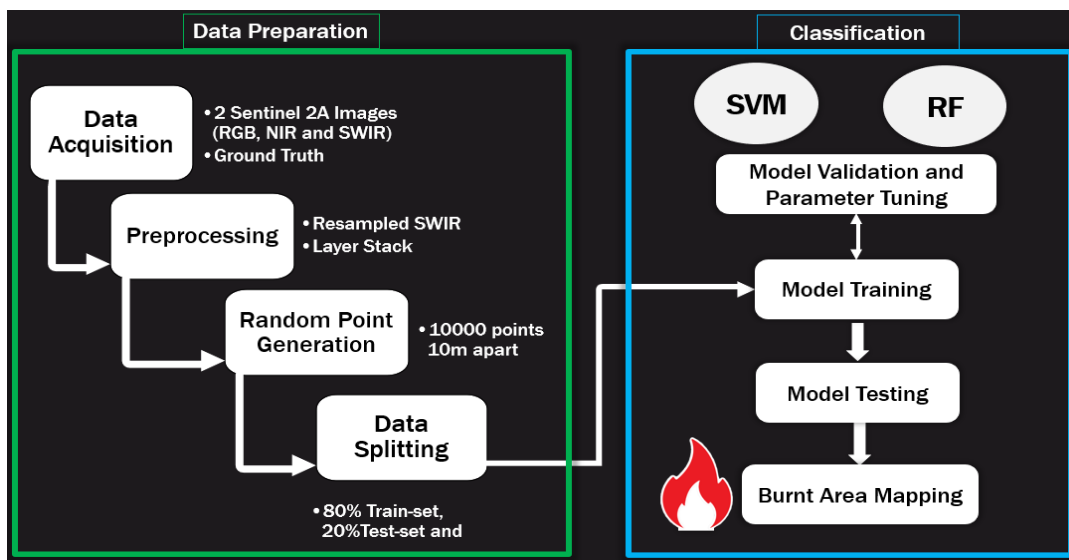 Data Preparation
Data
Acquisition
• 2 Sentinel 2A Images
(RGB, NIR and SWIR)
• Ground Truth
Preprocessing
• Resampled SWIR
• Layer Stack
Random Point
Generation
• 10000 points
10m apart
Data
Splitting
• 80% Train-set,
20%Test-set and
Classification
SVM
RF
Model Validation and
Parameter Tuning
Model Training
Model Testing
Burnt Area Mapping